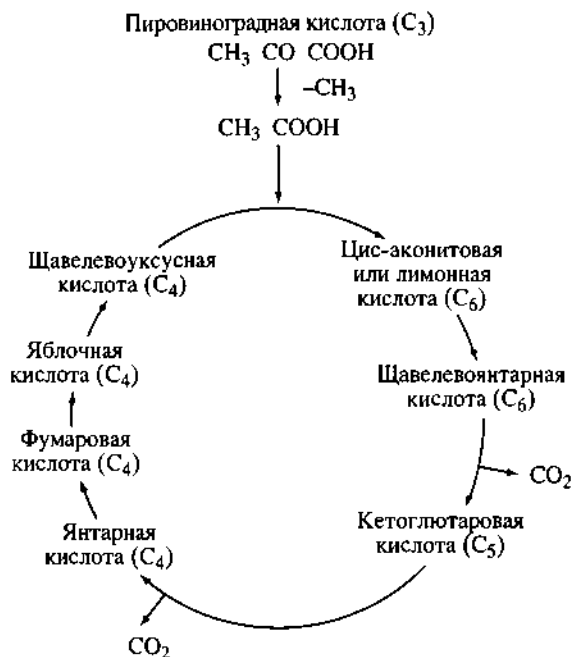 Пировиноградная кислота (C₃)
CH₃ CO COOH
–CH₃
CH₃ COOH
Щавелевоуксусная
кислота (C₄)
Цис-аконитовая
или лимонная
кислота (C₆)
Яблочная
кислота (C₄)
Щавелевоянтарная
кислота (C₆)
Фумаровая
кислота (C₄)
CO₂
Янтарная
кислота (C₄)
Кетоглютаровая
кислота (C₅)
CO₂